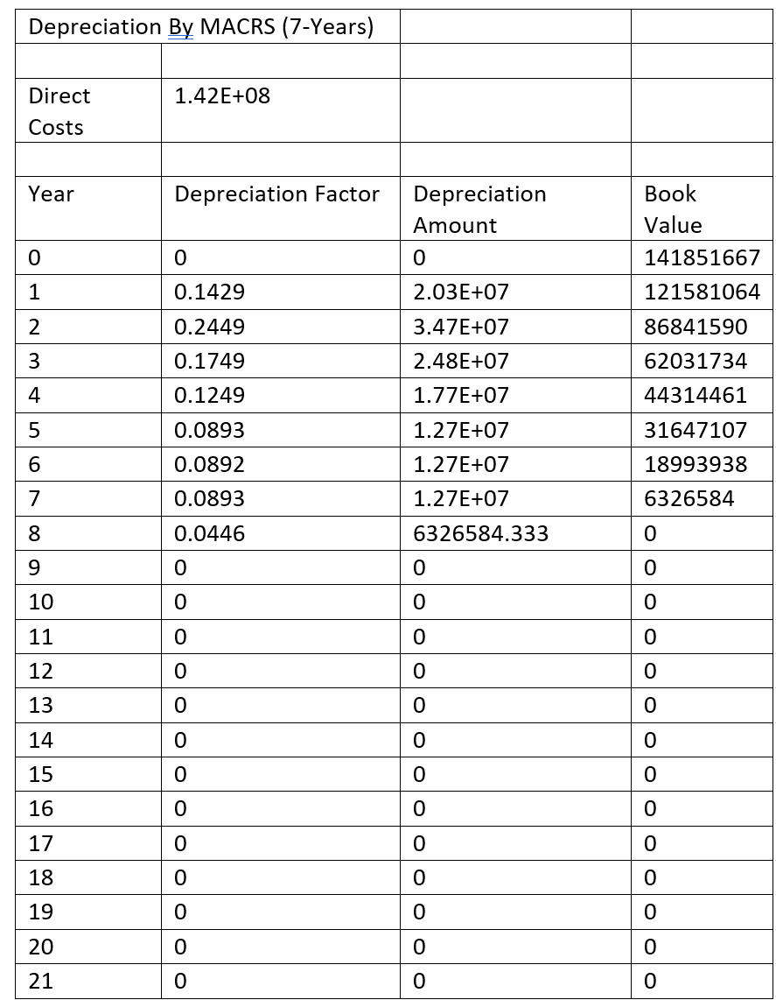 Depreciation By MACRS (7-Years)
Direct Costs 1.42E+08
Year Depreciation Factor Depreciation Amount Book Value
0 0 0 141851667
1 0.1429 2.03E+07 121581064
2 0.2449 3.47E+07 86841590
3 0.1749 2.48E+07 62031734
4 0.1249 1.77E+07 44314461
5 0.0893 1.27E+07 31647107
6 0.0892 1.27E+07 18993938
7 0.0893 1.27E+07 6326584
8 0.0446 6326584.333 0
9 0 0 0
10 0 0 0
11 0 0 0
12 0 0 0
13 0 0 0
14 0 0 0
15 0 0 0
16 0 0 0
17 0 0 0
18 0 0 0
19 0 0 0
20 0 0 0
21 0 0 0